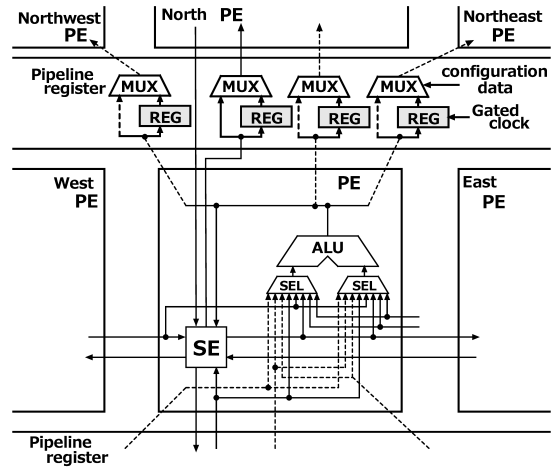 Northwest
PE
North
PE
Northeast
PE
Pipeline
register
MUX
MUX
MUX
MUX
configuration
data
REG
REG
REG
REG
Gated
clock
West
PE
PE
East
PE
ALU
SEL
SEL
SE
Pipeline
register